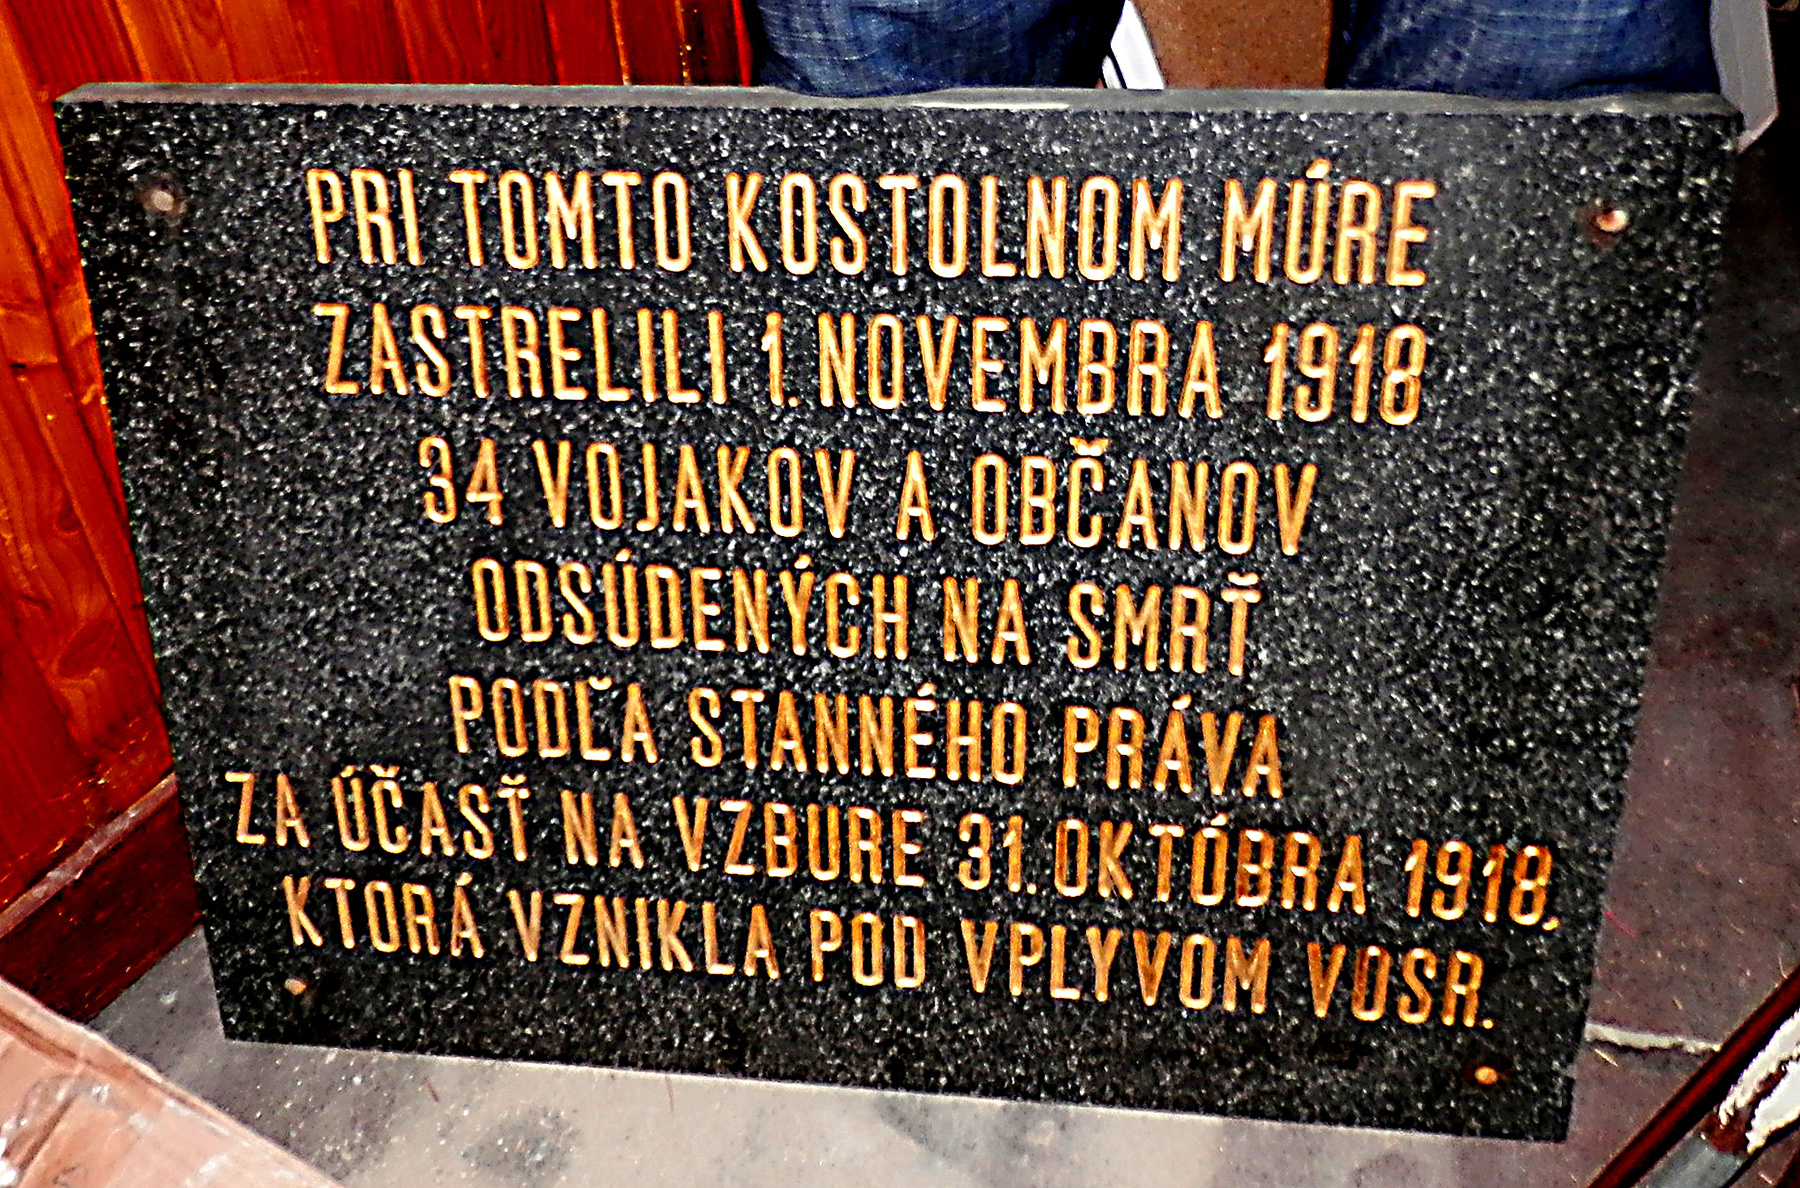 PRI TOMTO KOSTOLNOM MÚRE
ZASTRELILI 1. NOVEMBRA 1918
34 VOJAKOV A OBČANOV
ODSÚDENÝCH NA SMRŤ
PODĽA STANNÉHO PRÁVA
ZA ÚČASŤ NA VZBURE 31. OKTÓBRA 1918,
KTORÁ VZNIKLA POD VPLYVOM VOSR.